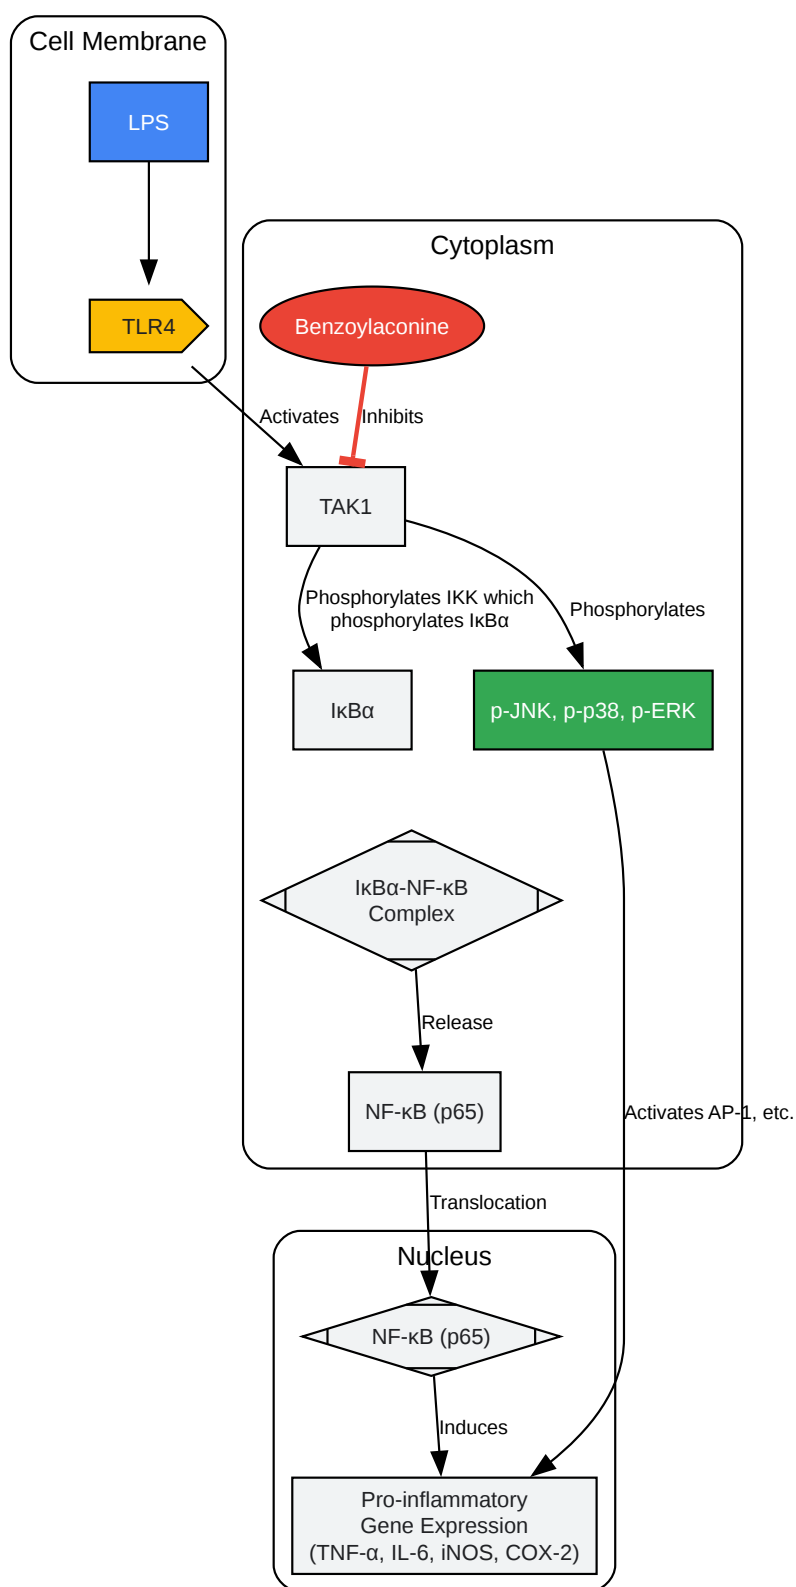 Cell Membrane
LPS
TLR4
Cytoplasm
Benzoylaconine
Activates
Inhibits
TAK1
Phosphorylates IKK which
phosphorylates IκBα
Phosphorylates
IκBα
p-JNK, p-p38, p-ERK
IκBα-NF-κB
Complex
Release
NF-κB (p65)
Activates AP-1, etc.
Translocation
Nucleus
NF-κB (p65)
Induces
Pro-inflammatory
Gene Expression
(TNF-α, IL-6, iNOS, COX-2)